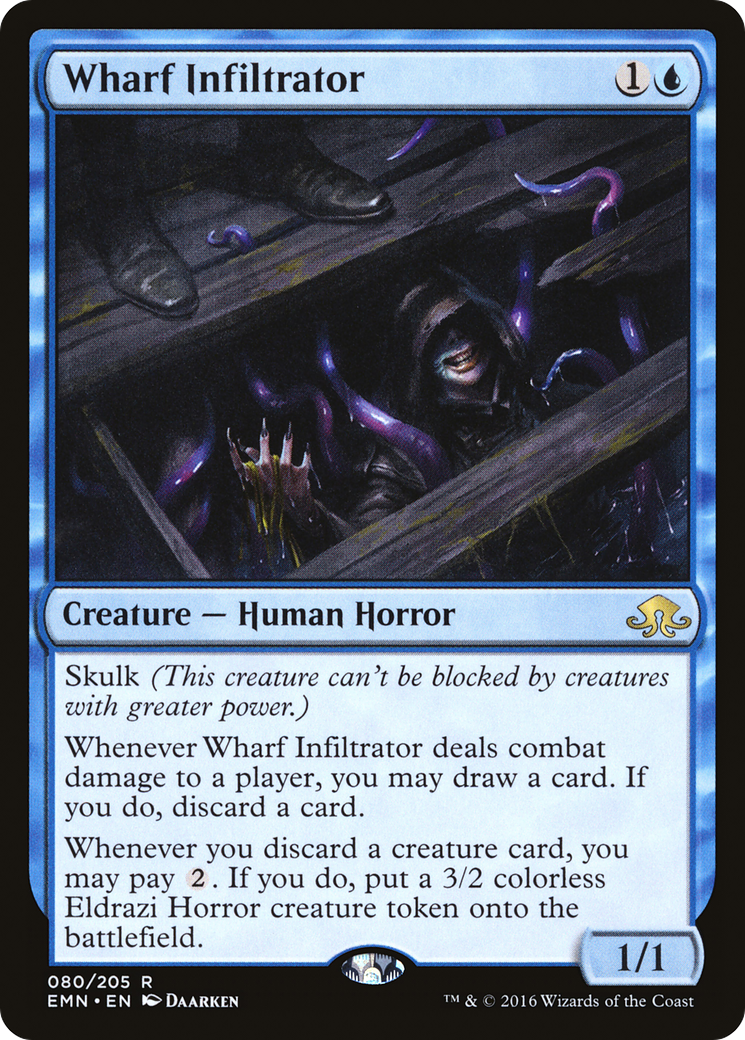 Wharf Infiltrator 1
Creature — Human Horror
Skulk (This creature can't be blocked by creatures
with greater power.)
Whenever Wharf Infiltrator deals combat
damage to a player, you may draw a card. If
you do, discard a card.
Whenever you discard a creature card, you
may pay 2. If you do, put a 3/2 colorless
Eldrazi Horror creature token onto the
battlefield.
1/1
080/205 R
EMN • EN DAARKEN
™ & © 2016 Wizards of the Coast